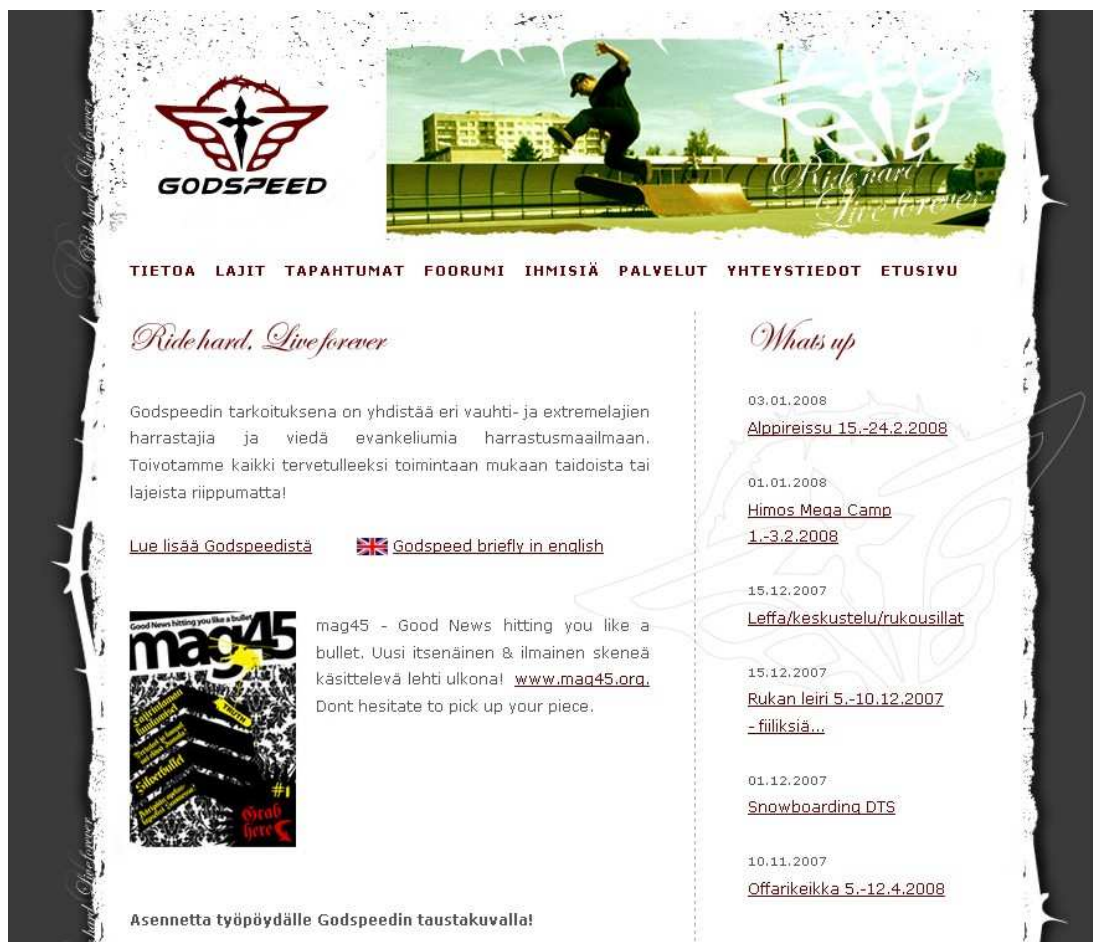 GODSPEED
Ride hard
Live forever
TIETOA LAJIT TAPAHTUMAT FOORUMI IHMISIÄ PALVELUT YHTEYSTIEDOT ETUSIVU
Ride hard, Live forever
Godspeedin tarkoituksena on yhdistää eri vauhti- ja extremelajien
harrastajia ja viedä evankeliumia harrastusmaailmaan.
Toivotamme kaikki tervetulleeksi toimintaan mukaan taidoista tai
lajeista riippumatta!
Lue lisää Godspeedistä
Godspeed briefly in english
Good News hitting you like a bullet
mag45
TRUTH
Silverbullet
#1
Grab
here
mag45 - Good News hitting you like a
bullet. Uusi itsenäinen & ilmainen skeneä
käsittelevä lehti ulkona! www.mag45.org.
Dont hesitate to pick up your piece.
Asennetta työpöydälle Godspeedin taustakuvalla!
Whats up
03.01.2008
Alppireissu 15.-24.2.2008
01.01.2008
Himos Mega Camp
1.-3.2.2008
15.12.2007
Leffa/keskustelu/rukousillat
15.12.2007
Rukan leiri 5.-10.12.2007
- fiiliksiä...
01.12.2007
Snowboarding DTS
10.11.2007
Offarikeikka 5.-12.4.2008
Ride hard, Live forever